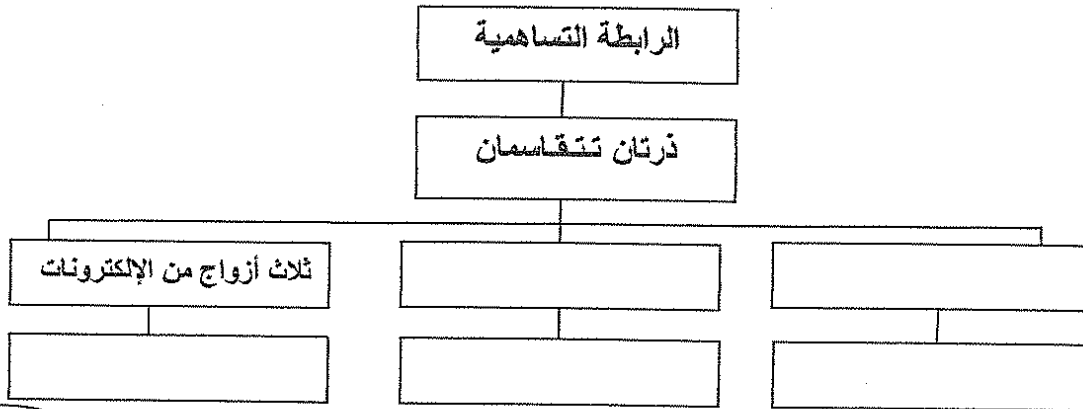 الرابطة التساهمية
ذرتان تتقاسمان
ثلاث أزواج من الإلكترونات